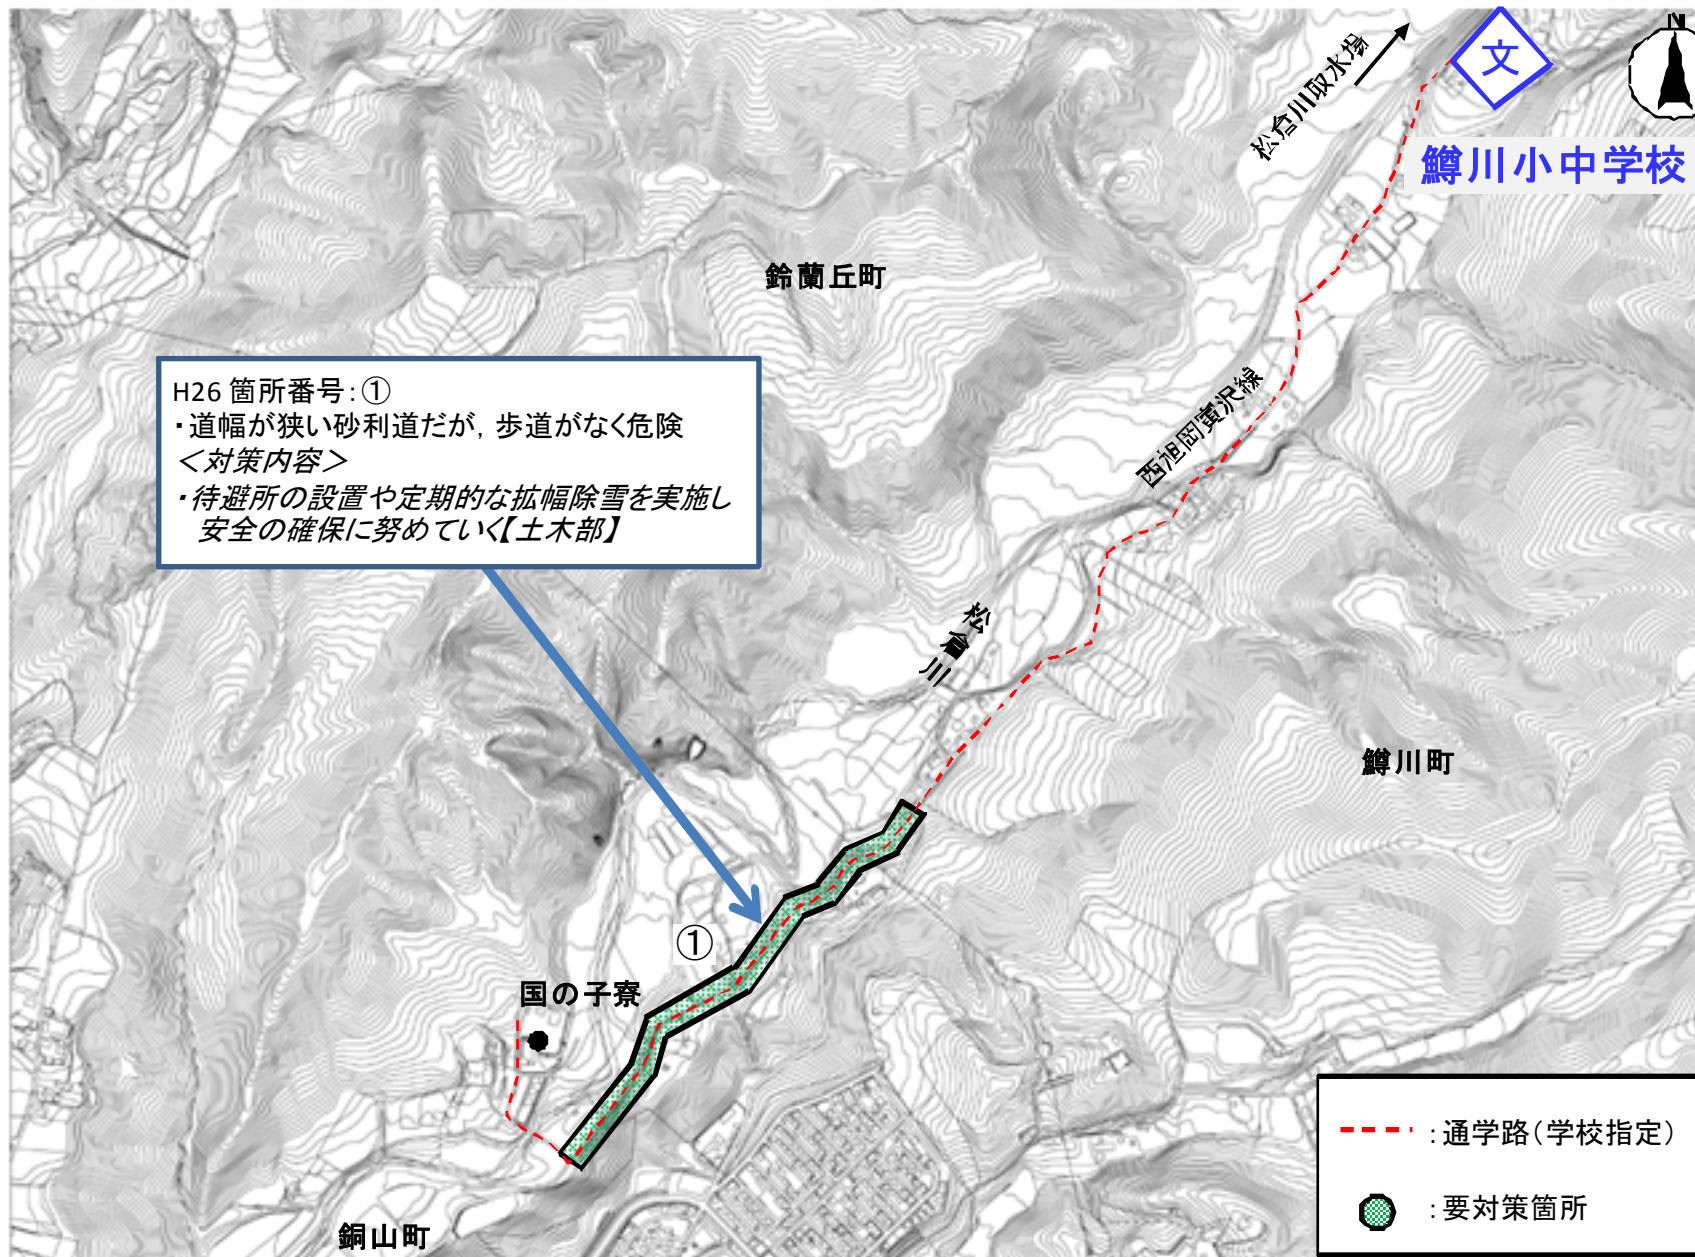 N
文
松倉川取水場
鱒川小中学校
鈴蘭丘町
H26 箇所番号:①
・道幅が狭い砂利道だが, 歩道がなく危険
＜対策内容＞
・待避所の設置や定期的な拡幅除雪を実施し
安全の確保に努めていく【土木部】
西旭岡寅沢線
松倉川
鱒川町
①
国の子寮
銅山町
:通学路(学校指定)
:要対策箇所